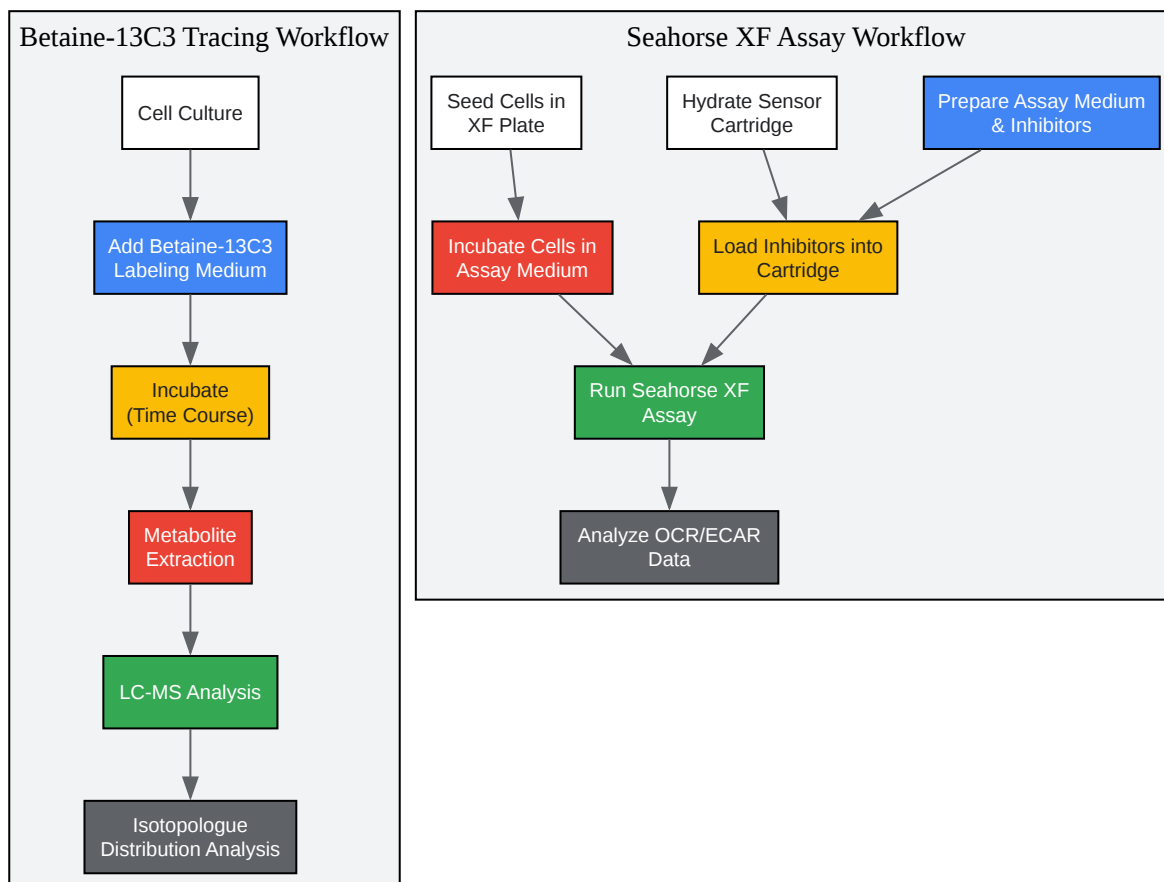 Betaine-13C3 Tracing Workflow
Cell Culture
Add Betaine-13C3
Labeling Medium
Incubate
(Time Course)
Metabolite
Extraction
LC-MS Analysis
Isotopologue
Distribution Analysis
Seahorse XF Assay Workflow
Seed Cells in
XF Plate
Hydrate Sensor
Cartridge
Prepare Assay Medium
& Inhibitors
Incubate Cells in
Assay Medium
Load Inhibitors into
Cartridge
Run Seahorse XF
Assay
Analyze OCR/ECAR
Data